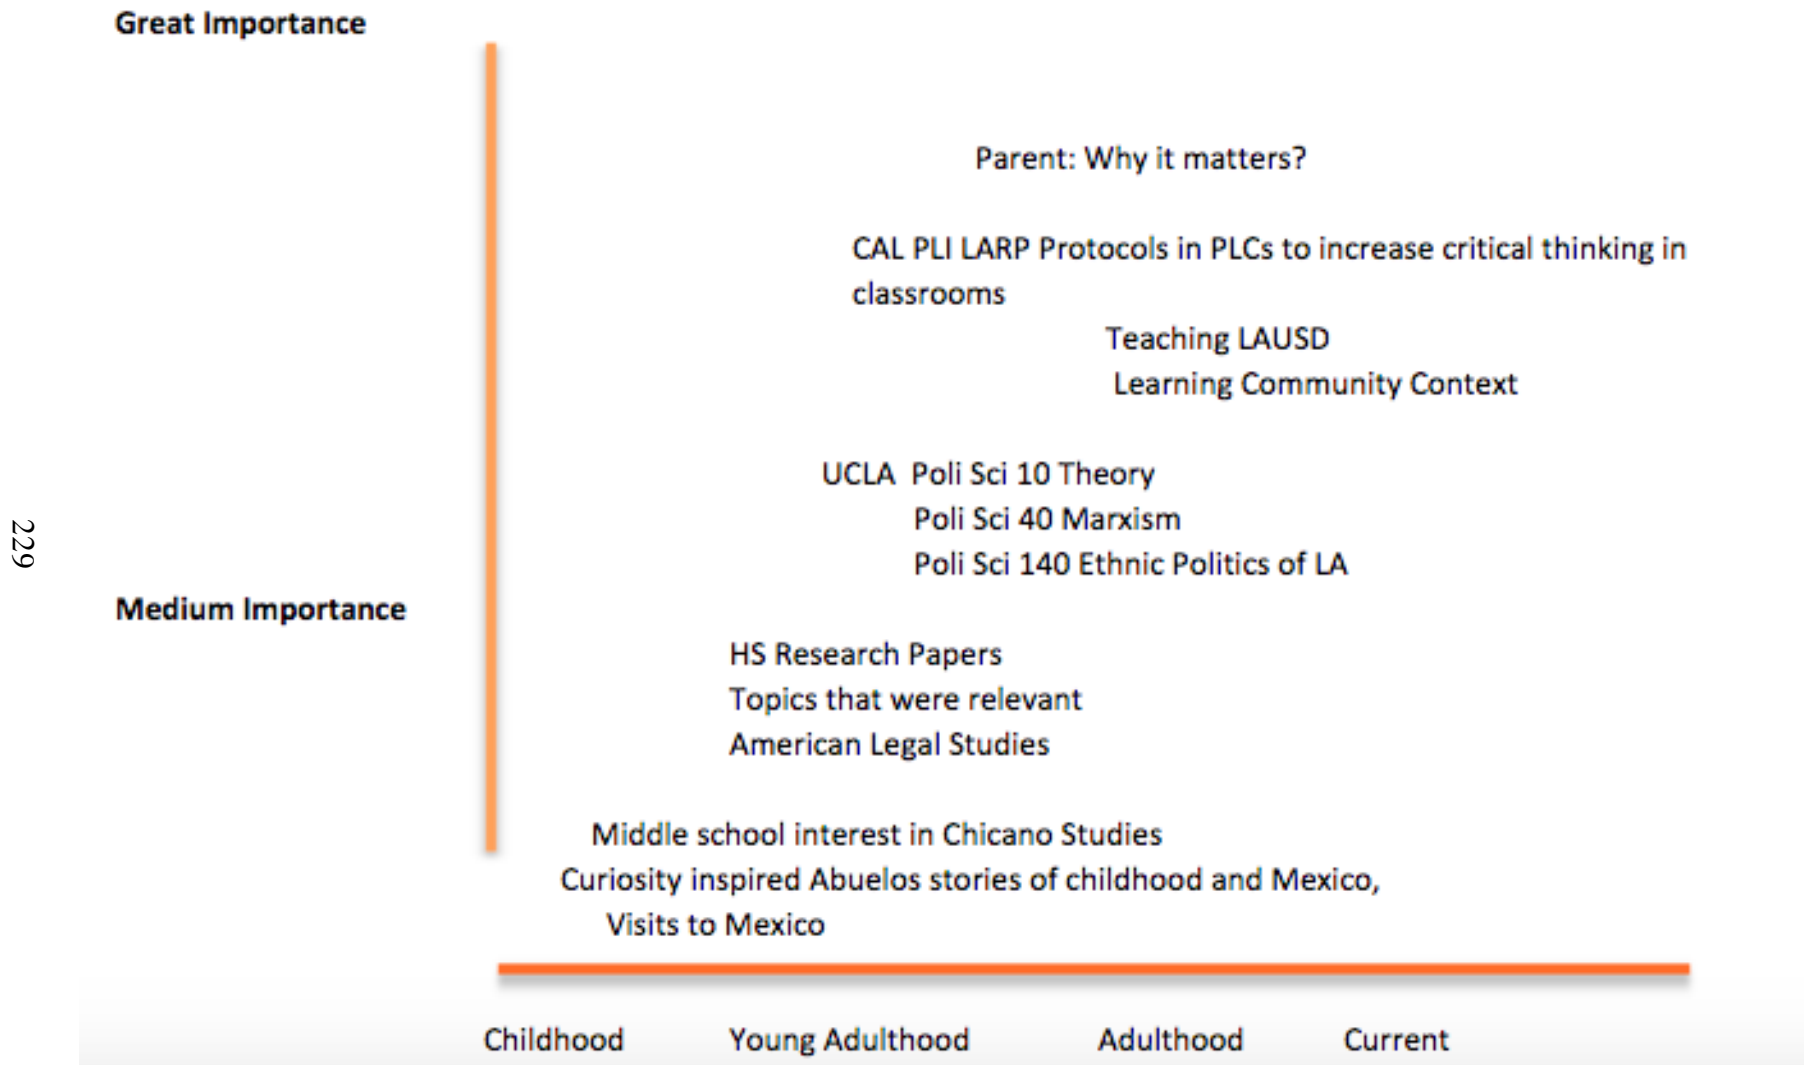 Great Importance
Parent: Why it matters?
CAL PLI LARP Protocols in PLCs to increase critical thinking in
classrooms
Teaching LAUSD
Learning Community Context
UCLA Poli Sci 10 Theory
Poli Sci 40 Marxism
Poli Sci 140 Ethnic Politics of LA
229
Medium Importance
HS Research Papers
Topics that were relevant
American Legal Studies
Middle school interest in Chicano Studies
Curiosity inspired Abuelos stories of childhood and Mexico,
Visits to Mexico
Childhood Young Adulthood Adulthood Current